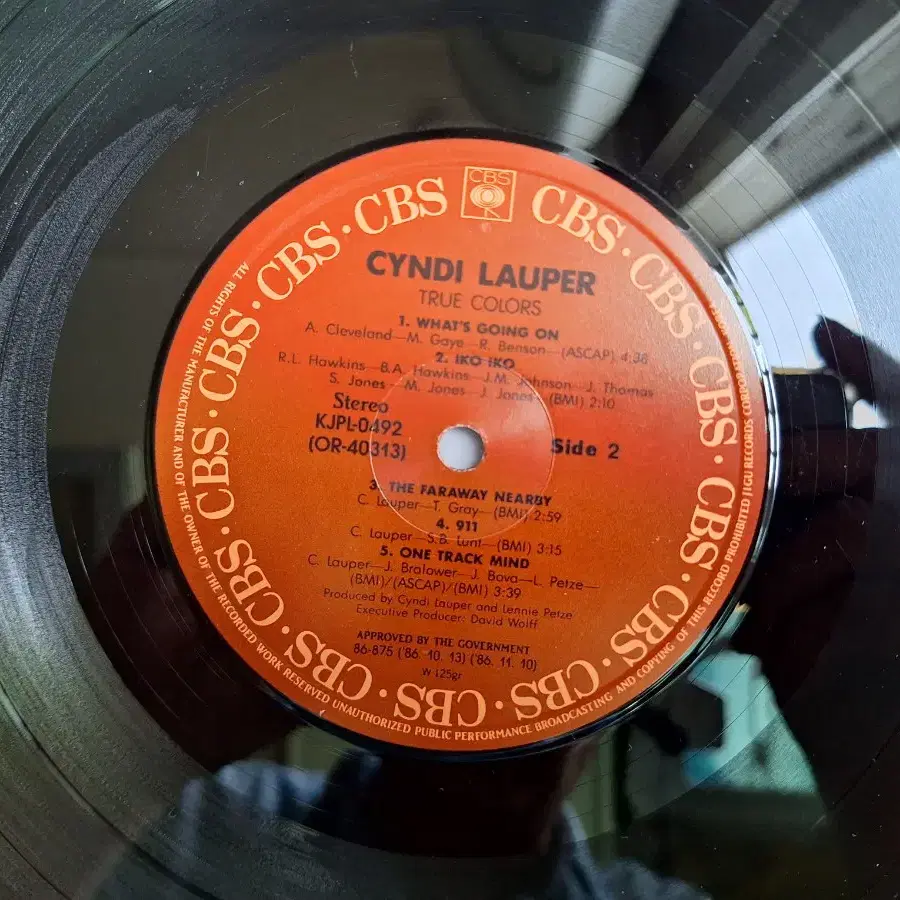 CBS
CBS · CBS · CBS · CBS · CBS · CBS · CBS · CBS · CBS · CBS · CBS · CBS · CBS
CYNDI LAUPER
TRUE COLORS
1. WHAT'S GOING ON
A. Cleveland—M. Gaye—R. Benson—(ASCAP) 4:38
2. IKO IKO
R.L. Hawkins—B.A. Hawkins—J.M. Johnson—J. Thomas
S. Jones—M. Jones—J. Jones—(BMI) 2:10
Stereo
KJPL-0492
(OR-40313)
Side 2
3. THE FARAWAY NEARBY
C. Lauper—T. Gray—(BMI) 2:59
4. 911
C. Lauper—S.B. Lunt—(BMI) 3:15
5. ONE TRACK MIND
C. Lauper—J. Bralower—J. Bova—L. Petze—
(BMI)/(ASCAP)/(BMI) 3:39
Produced by Cyndi Lauper and Lennie Petze
Executive Producer: David Wolff
APPROVED BY THE GOVERNMENT
86-875 ('86. 10. 13) ('86. 11. 10)
W 125gr
ALL RIGHTS OF THE MANUFACTURER AND OF THE OWNER OF THE RECORDED WORK RESERVED UNAUTHORIZED PUBLIC PERFORMANCE BROADCASTING AND COPYING OF THIS RECORD PROHIBITED JIGU RECORDS CORPORATION